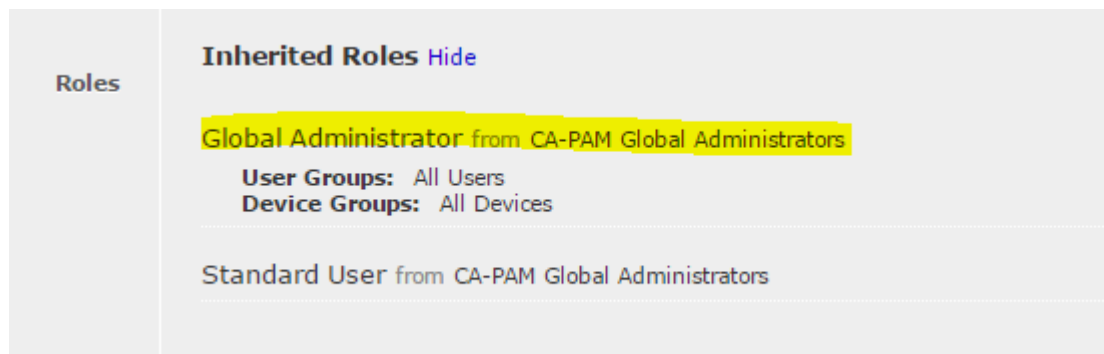 Roles
Inherited Roles Hide
Global Administrator from CA-PAM Global Administrators
User Groups: All Users
Device Groups: All Devices
Standard User from CA-PAM Global Administrators